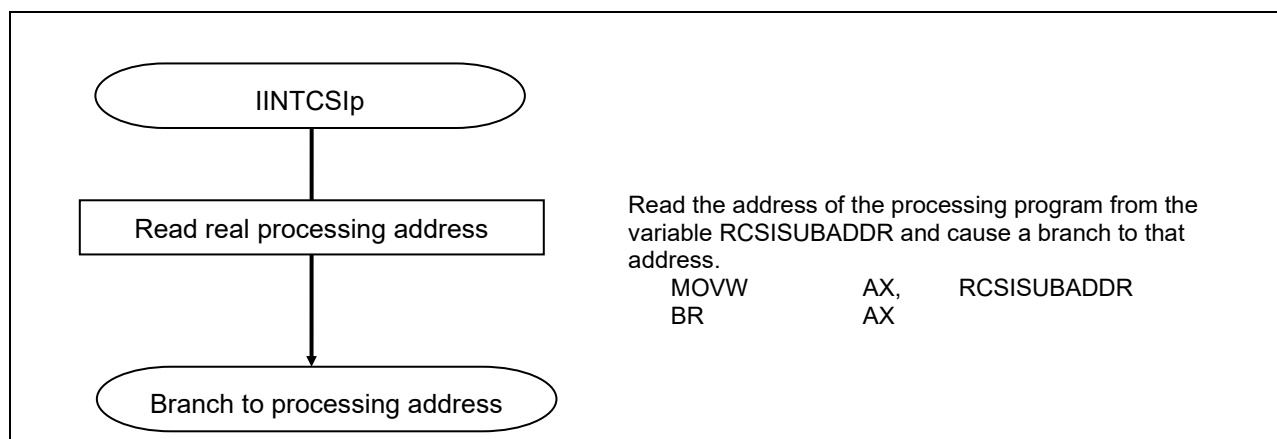 IINTCSIp
Read real processing address
Read the address of the processing program from the
variable RCSISUBADDR and cause a branch to that
address.
MOVW AX, RCSISUBADDR
BR AX
Branch to processing address